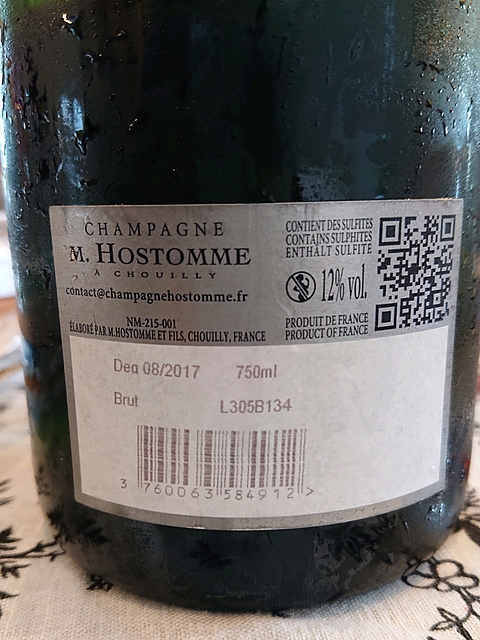 CHAMPAGNE
M. HOSTOMME
À CHOUILLY
contact@champagnehostomme.fr
NM-215-001
ÉLABORÉ PAR M.HOSTOMME ET FILS, CHOUILLY, FRANCE
CONTIENT DES SULFITES
CONTAINS SULPHITES
ENTHÄLT SULFITE
12% vol.
PRODUIT DE FRANCE
PRODUCT OF FRANCE
Deg 08/2017 750ml
Brut L305B134
3 760063 584912 >